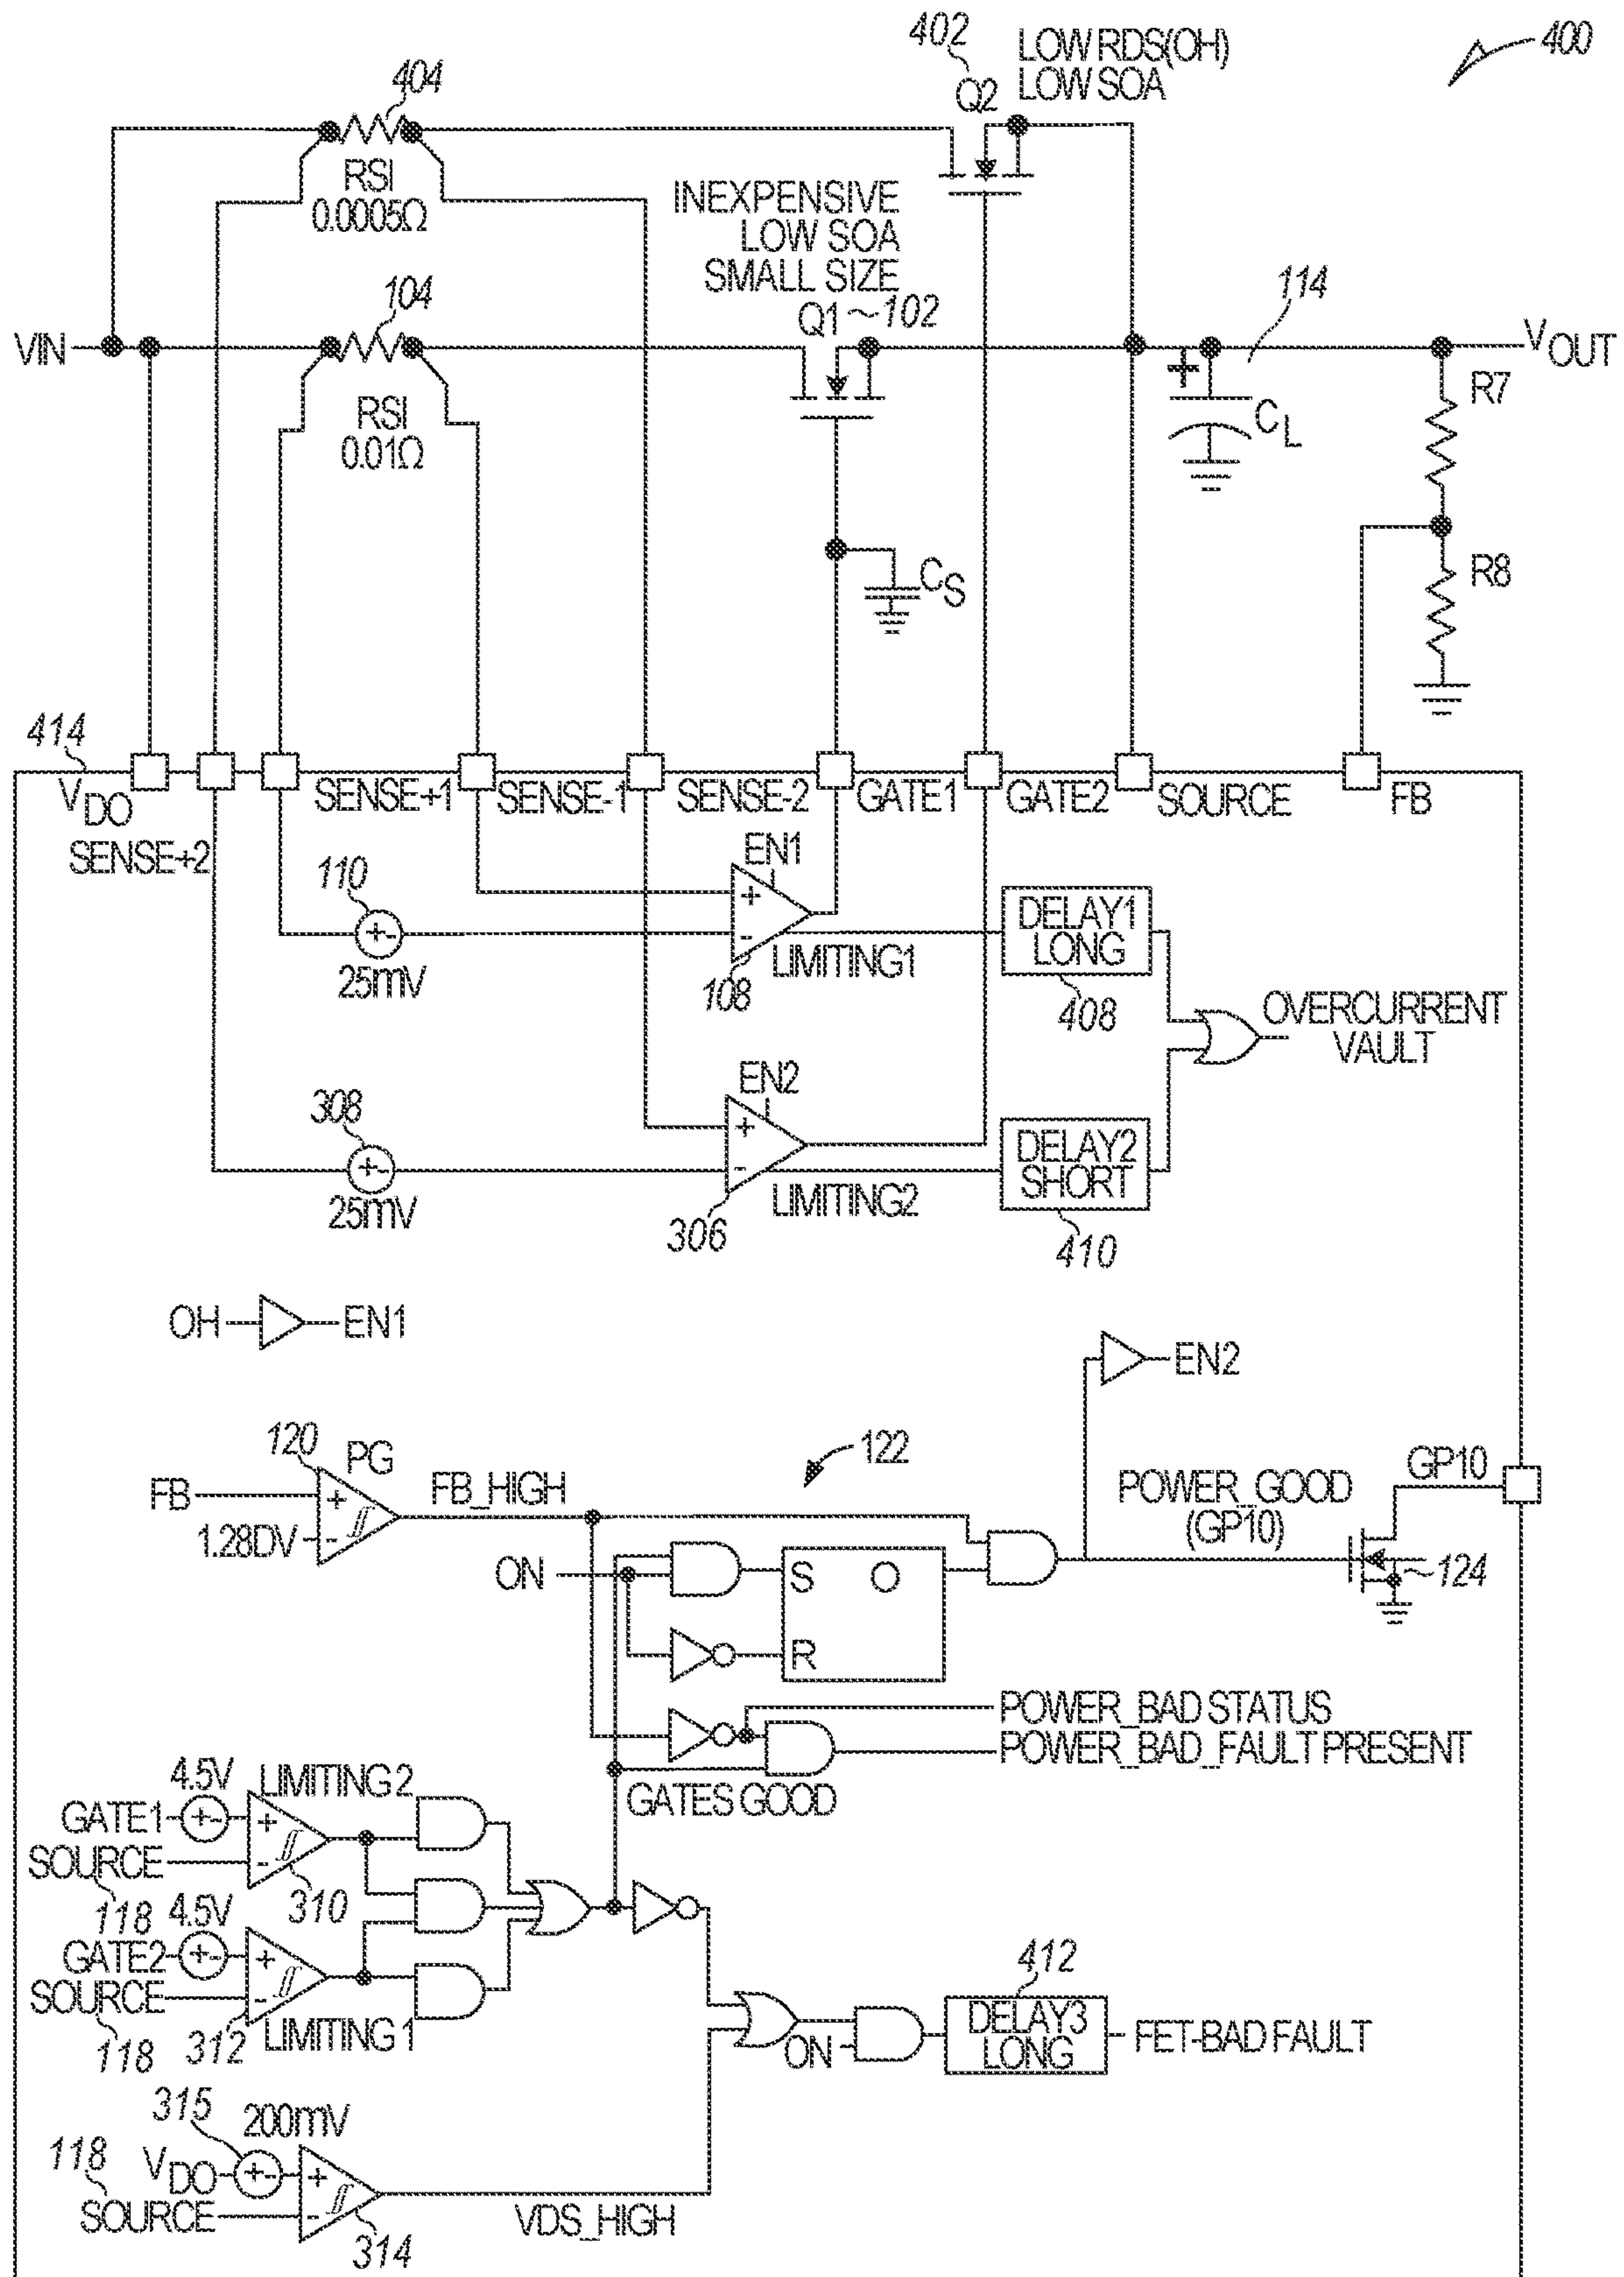 400
402
LOW RDS(OH)
LOW SOA
Q2
404
RSI
0.0005Ω
INEXPENSIVE
LOW SOA
SMALL SIZE
Q1 ~102
104
114
VIN
VOUT
RSI
0.01Ω
+
CL
R7
CS
R8
414
VDO
SENSE+2
SENSE+1
SENSE-1
SENSE-2
GATE1
GATE2
SOURCE
FB
110
+-
25mV
EN1
+
-
108
LIMITING1
DELAY1
LONG
408
OVERCURRENT
VAULT
308
+-
25mV
EN2
+
-
306
LIMITING2
DELAY2
SHORT
410
OH
EN1
EN2
120
PG
FB
+
1.28DV
-
FB_HIGH
122
POWER_GOOD
(GP10)
GP10
~124
ON
S
O
R
POWER_BAD STATUS
POWER_BAD_FAULT PRESENT
GATES GOOD
4.5V
LIMITING 2
GATE1
+-
+
SOURCE
-
118
310
4.5V
GATE2
+-
+
SOURCE
-
118
312
LIMITING 1
412
ON
DELAY3
LONG
FET-BAD FAULT
315
200mV
118
VDO
+-
+
SOURCE
-
314
VDS_HIGH